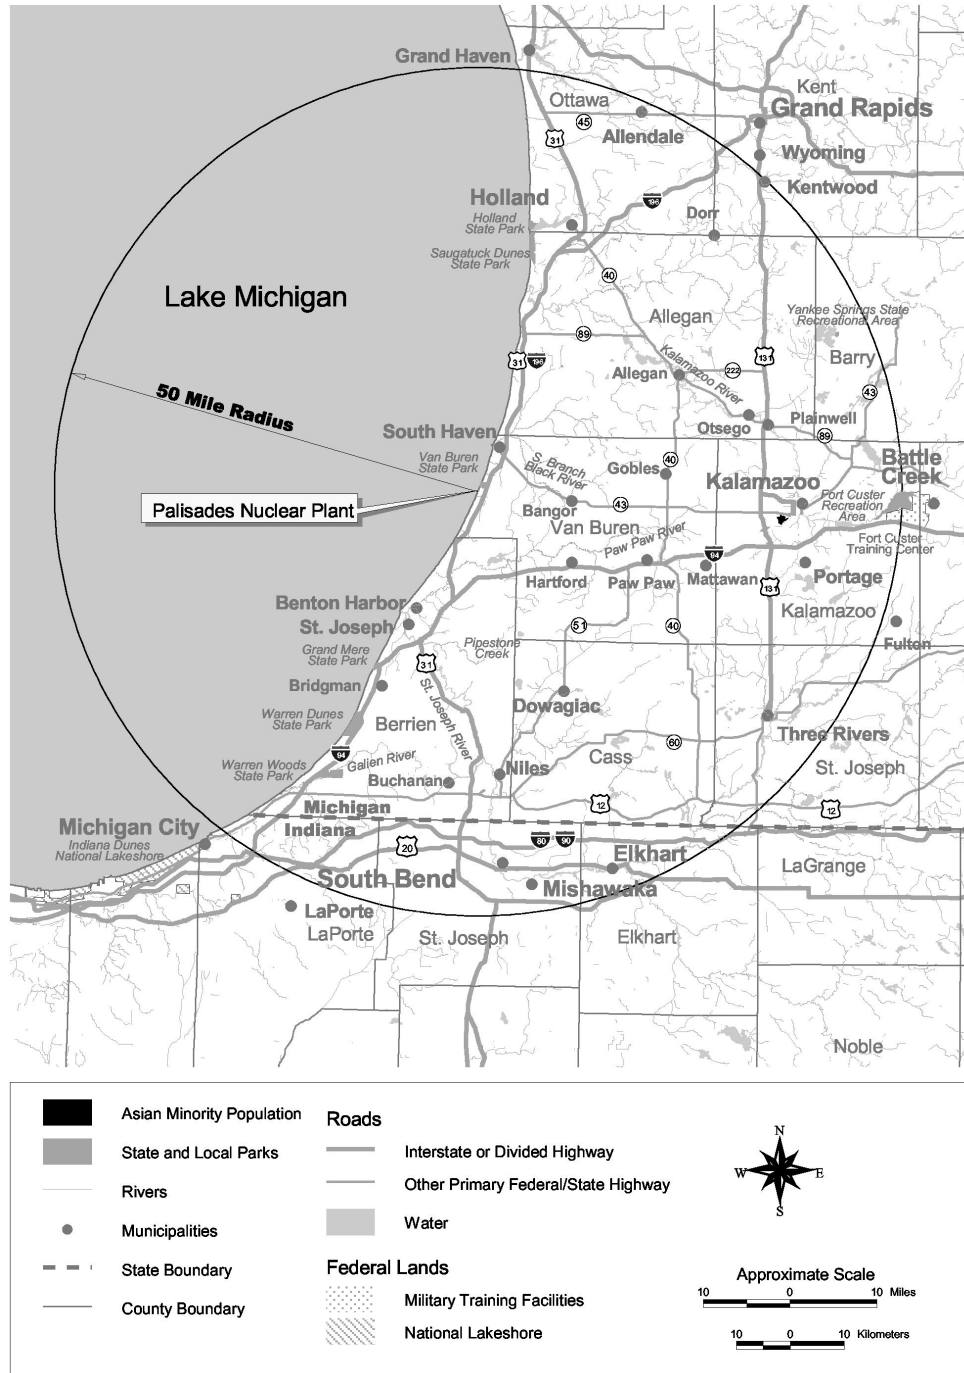 Grand Haven
Kent
Ottawa
Grand Rapids
45
Allendale
31
Wyoming
Kentwood
Holland
196
Dorr
Holland
State Park
Saugatuck Dunes
State Park
40
Lake Michigan
Yankee Springs State
Recreational Area
Allegan
89
Barry
31
196
131
Kalamazoo River
Allegan
222
50 Mile Radius
43
Otsego
Plainwell
89
South Haven
Van Buren
State Park
S. Branch
Black River
Gobles
40
Kalamazoo
Battle
Creek
Palisades Nuclear Plant
Bangor
43
Fort Custer
Recreation
Area
Van Buren
Paw Paw River
Fort Custer
Training Center
94
Hartford
Paw Paw
Mattawan
131
Portage
Benton Harbor
St. Joseph
Kalamazoo
51
40
Fulton
Grand Mere
State Park
Pipestone
Creek
31
Bridgman
St. Joseph River
Dowagiac
Warren Dunes
State Park
Berrien
Three Rivers
94
Galien River
60
Warren Woods
State Park
Cass
St. Joseph
Buchanan
Niles
12
12
Michigan
Indiana
Michigan City
Indiana Dunes
National Lakeshore
20
80
90
Elkhart
LaGrange
South Bend
Mishawaka
LaPorte
LaPorte
St. Joseph
Elkhart
Noble
Asian Minority Population
State and Local Parks
Rivers
Municipalities
State Boundary
County Boundary
Roads
Interstate or Divided Highway
Other Primary Federal/State Highway
Water
Federal Lands
Military Training Facilities
National Lakeshore
N
W
E
S
Approximate Scale
10 0 10 Miles
10 0 10 Kilometers